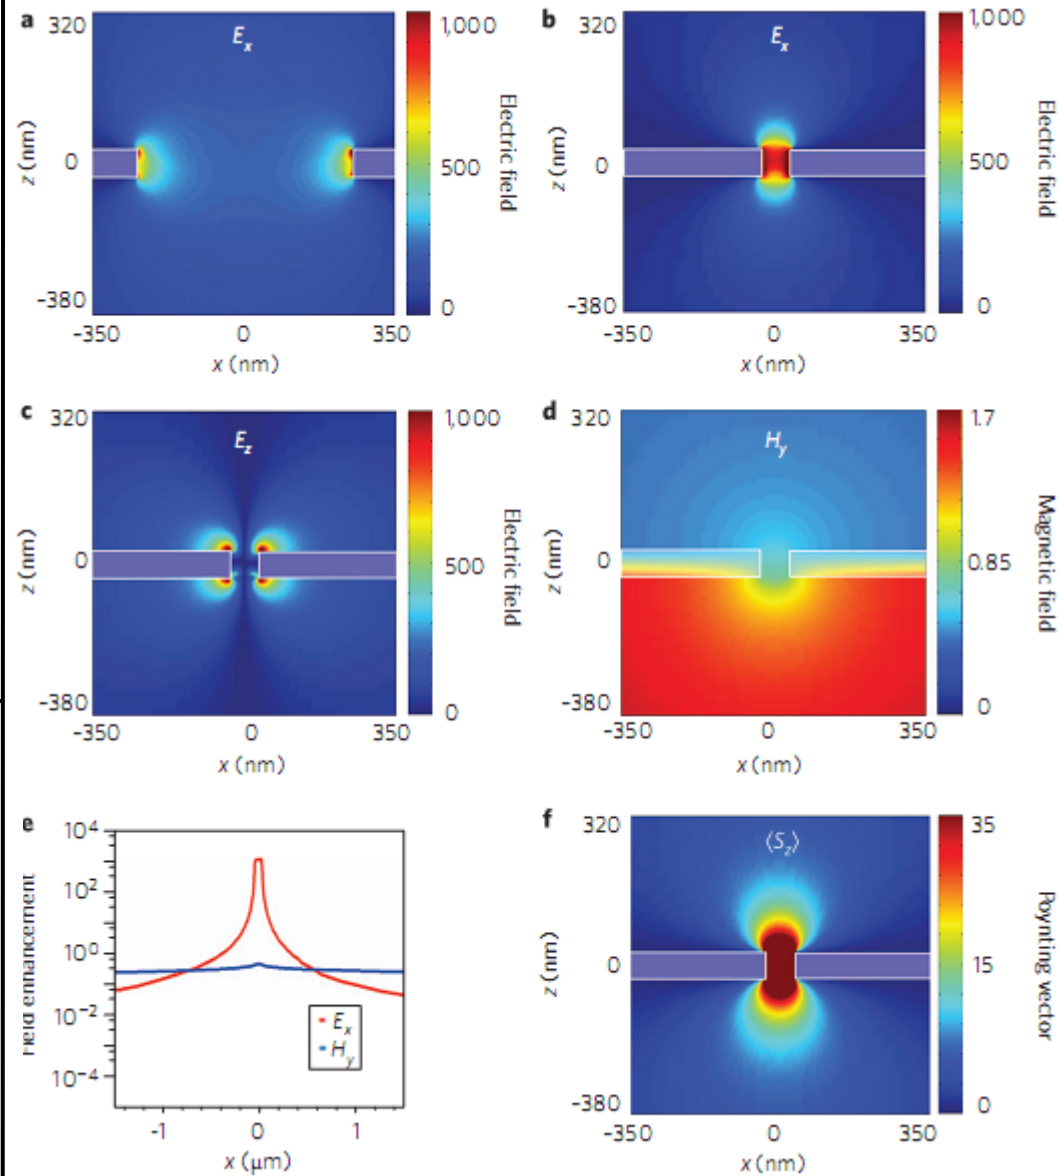 a
320
0
-380
z (nm)
-350
0
350
x (nm)
Ex
1,000
500
0
Electric field
b
320
0
-380
z (nm)
-350
0
350
x (nm)
Ex
1,000
500
0
Electric field
c
320
0
-380
z (nm)
-350
0
350
x (nm)
Ez
1,000
500
0
Electric field
d
320
0
-380
z (nm)
-350
0
350
x (nm)
Hy
1.7
0.85
0
Magnetic field
e
10^4
10^2
10^0
10^-2
10^-4
Field enhancement
-1
0
1
x (μm)
Ex
Hy
f
320
0
-380
z (nm)
-350
0
350
x (nm)
⟨Sz⟩
35
15
0
Poynting vector